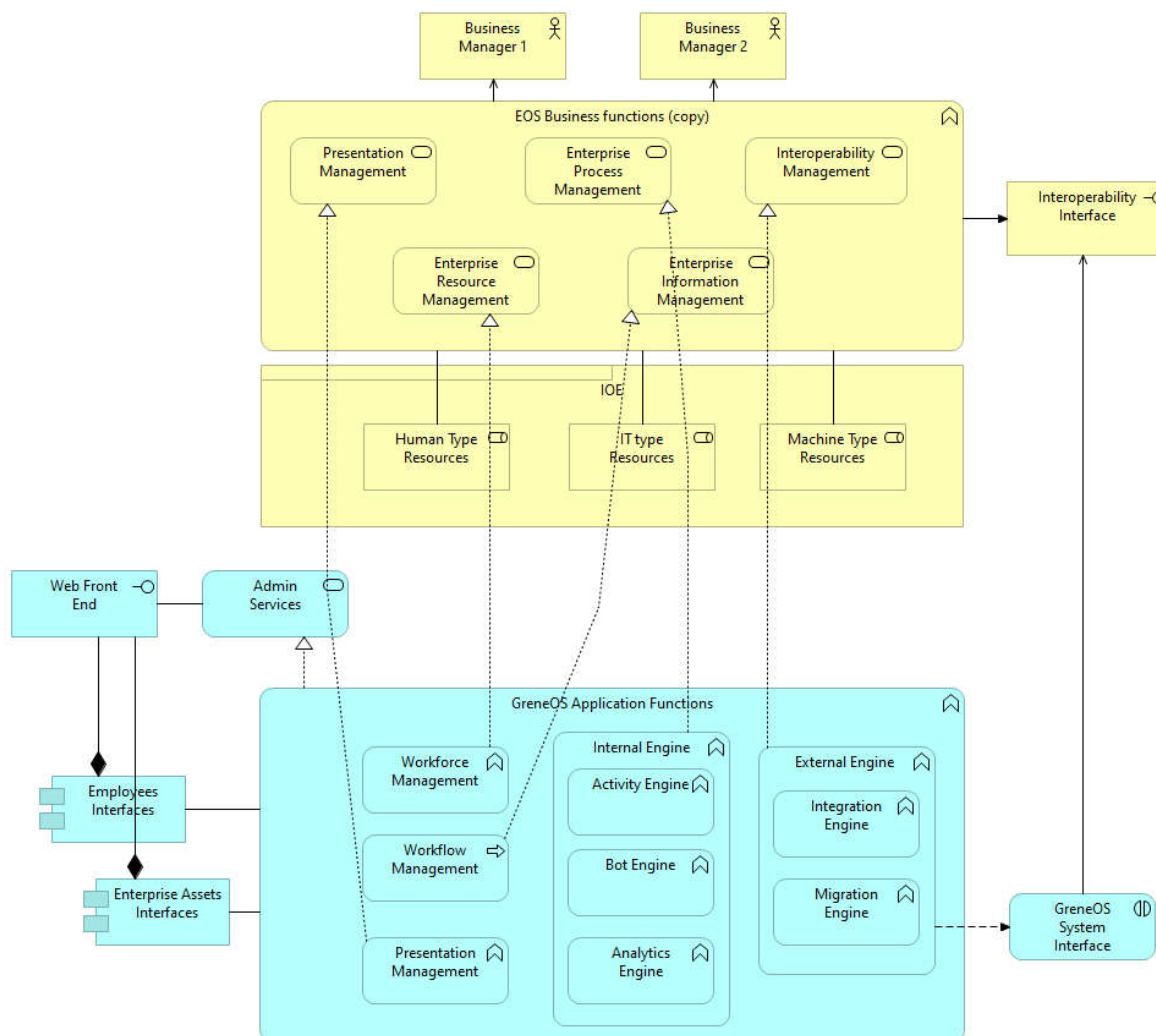 Business
Manager 1
Business
Manager 2
EOS Business functions (copy)
Presentation
Management
Enterprise
Process
Management
Interoperability
Management
Interoperability
Interface
Enterprise
Resource
Management
Enterprise
Information
Management
IOE
Human Type
Resources
IT type
Resources
Machine Type
Resources
Web Front
End
Admin
Services
GreneOS Application Functions
Workforce
Management
Internal Engine
External Engine
Activity Engine
Employees
Interfaces
Integration
Engine
Workflow
Management
Bot Engine
Enterprise Assets
Interfaces
Migration
Engine
GreneOS
System
Interface
Presentation
Management
Analytics
Engine